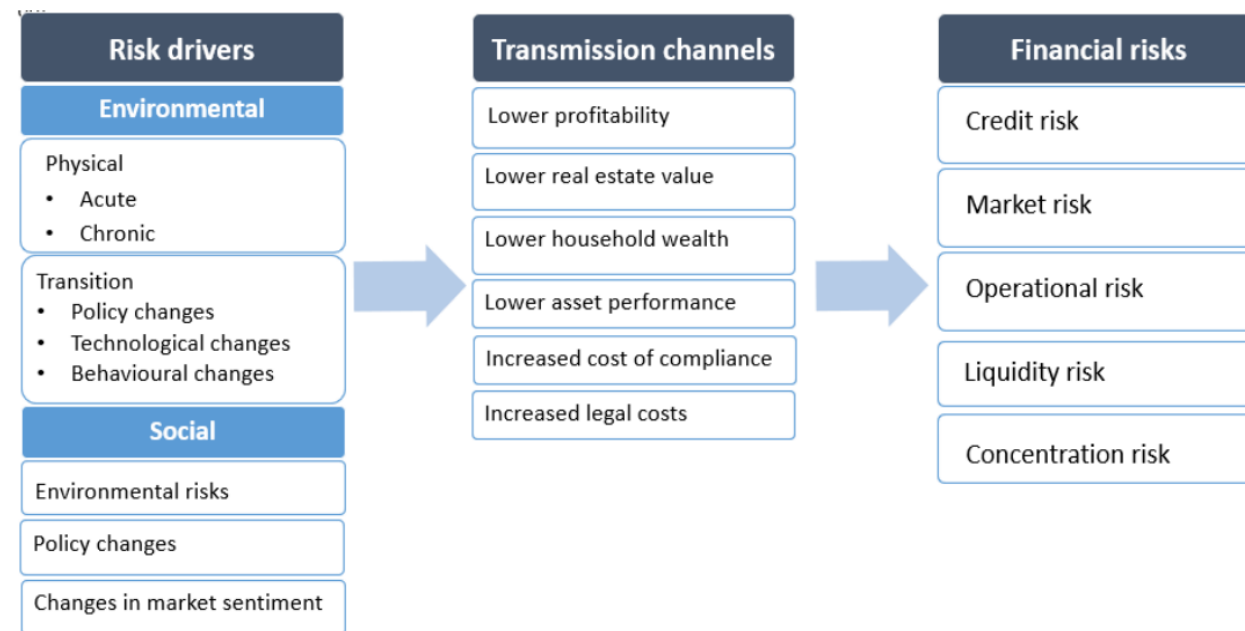 Risk drivers
Environmental
Physical
• Acute
• Chronic
Transition
• Policy changes
• Technological changes
• Behavioural changes
Social
Environmental risks
Policy changes
Changes in market sentiment
Transmission channels
Lower profitability
Lower real estate value
Lower household wealth
Lower asset performance
Increased cost of compliance
Increased legal costs
Financial risks
Credit risk
Market risk
Operational risk
Liquidity risk
Concentration risk